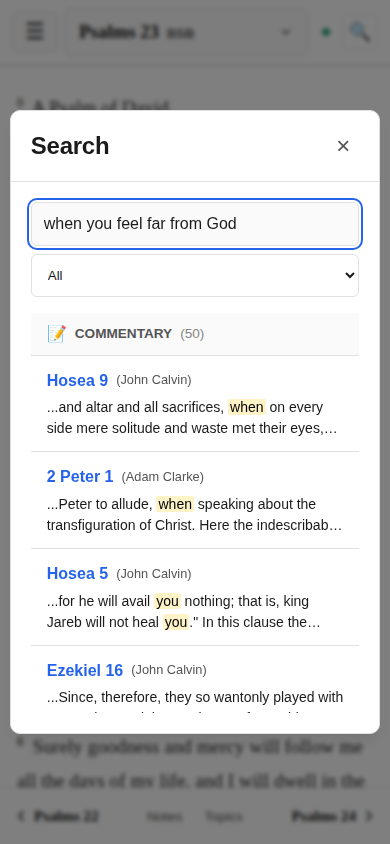 Psalms 23 BSB
A Psalm of David
Search
×
when you feel far from God
All
COMMENTARY (50)
Hosea 9 (John Calvin)
...and altar and all sacrifices, when on every
side mere solitude and waste met their eyes,...
2 Peter 1 (Adam Clarke)
...Peter to allude, when speaking about the
transfiguration of Christ. Here the indescribab...
Hosea 5 (John Calvin)
...for he will avail you nothing; that is, king
Jareb will not heal you." In this clause the...
Ezekiel 16 (John Calvin)
...Since, therefore, they so wantonly played with
Surely goodness and mercy will follow me
all the days of my life, and I will dwell in the
Psalms 22 Notes Topics Psalms 24